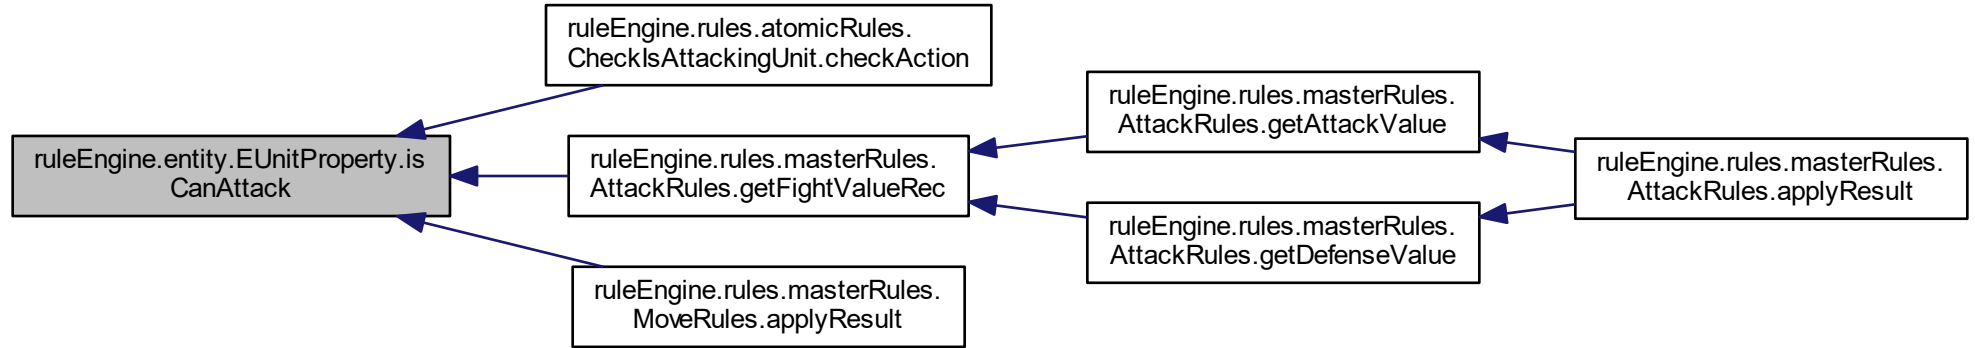 ruleEngine.rules.atomicRules.
CheckIsAttackingUnit.checkAction
ruleEngine.entity.EUnitProperty.is
CanAttack
ruleEngine.rules.masterRules.
AttackRules.getFightValueRec
ruleEngine.rules.masterRules.
MoveRules.applyResult
ruleEngine.rules.masterRules.
AttackRules.getAttackValue
ruleEngine.rules.masterRules.
AttackRules.getDefenseValue
ruleEngine.rules.masterRules.
AttackRules.applyResult